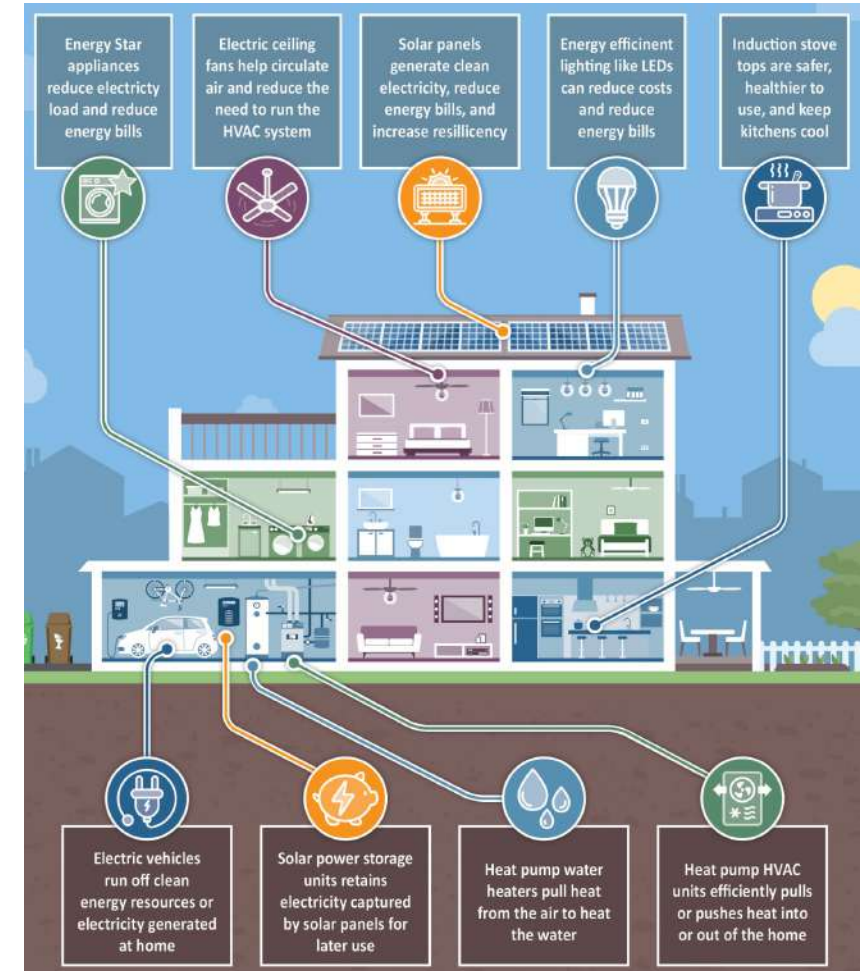 Energy Star
appliances
reduce electricty
load and reduce
energy bills
Electric ceiling
fans help circulate
air and reduce the
need to run the
HVAC system
Solar panels
generate clean
electricity, reduce
energy bills, and
increase resillicency
Energy efficinent
lighting like LEDs
can reduce costs
and reduce
energy bills
Induction stove
tops are safer,
healthier to
use, and keep
kitchens cool
Electric vehicles
run off clean
energy resources or
electricity generated
at home
Solar power storage
units retains
electricity captured
by solar panels for
later use
Heat pump water
heaters pull heat
from the air to heat
the water
Heat pump HVAC
units efficiently pulls
or pushes heat into
or out of the home